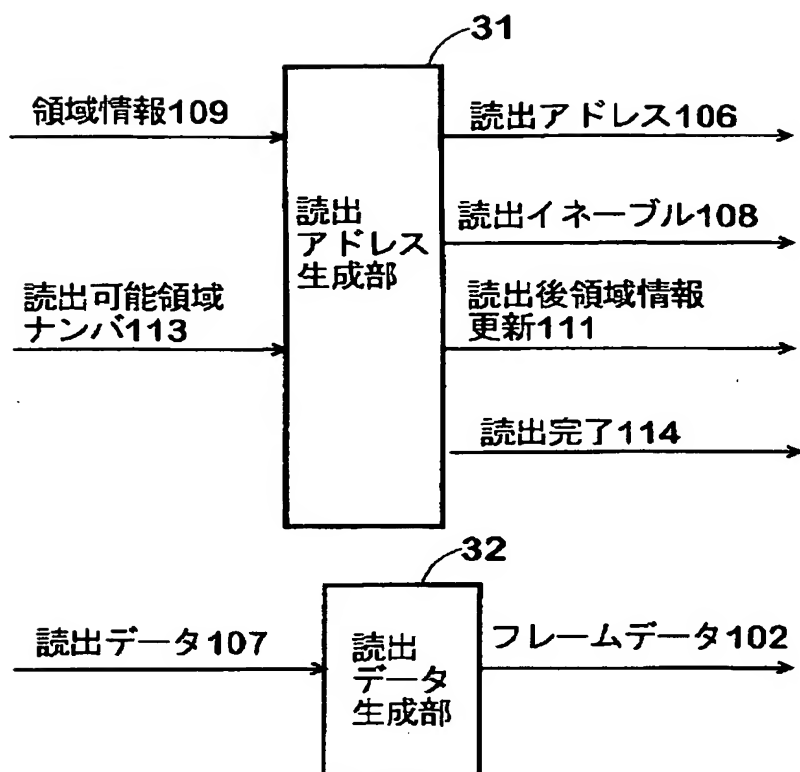 31
領域情報109
読出アドレス106
読出
アドレス
生成部
読出イネーブル108
読出可能領域
ナンバ113
読出後領域情報
更新111
読出完了114
32
読出データ107
読出
データ
生成部
フレームデータ102